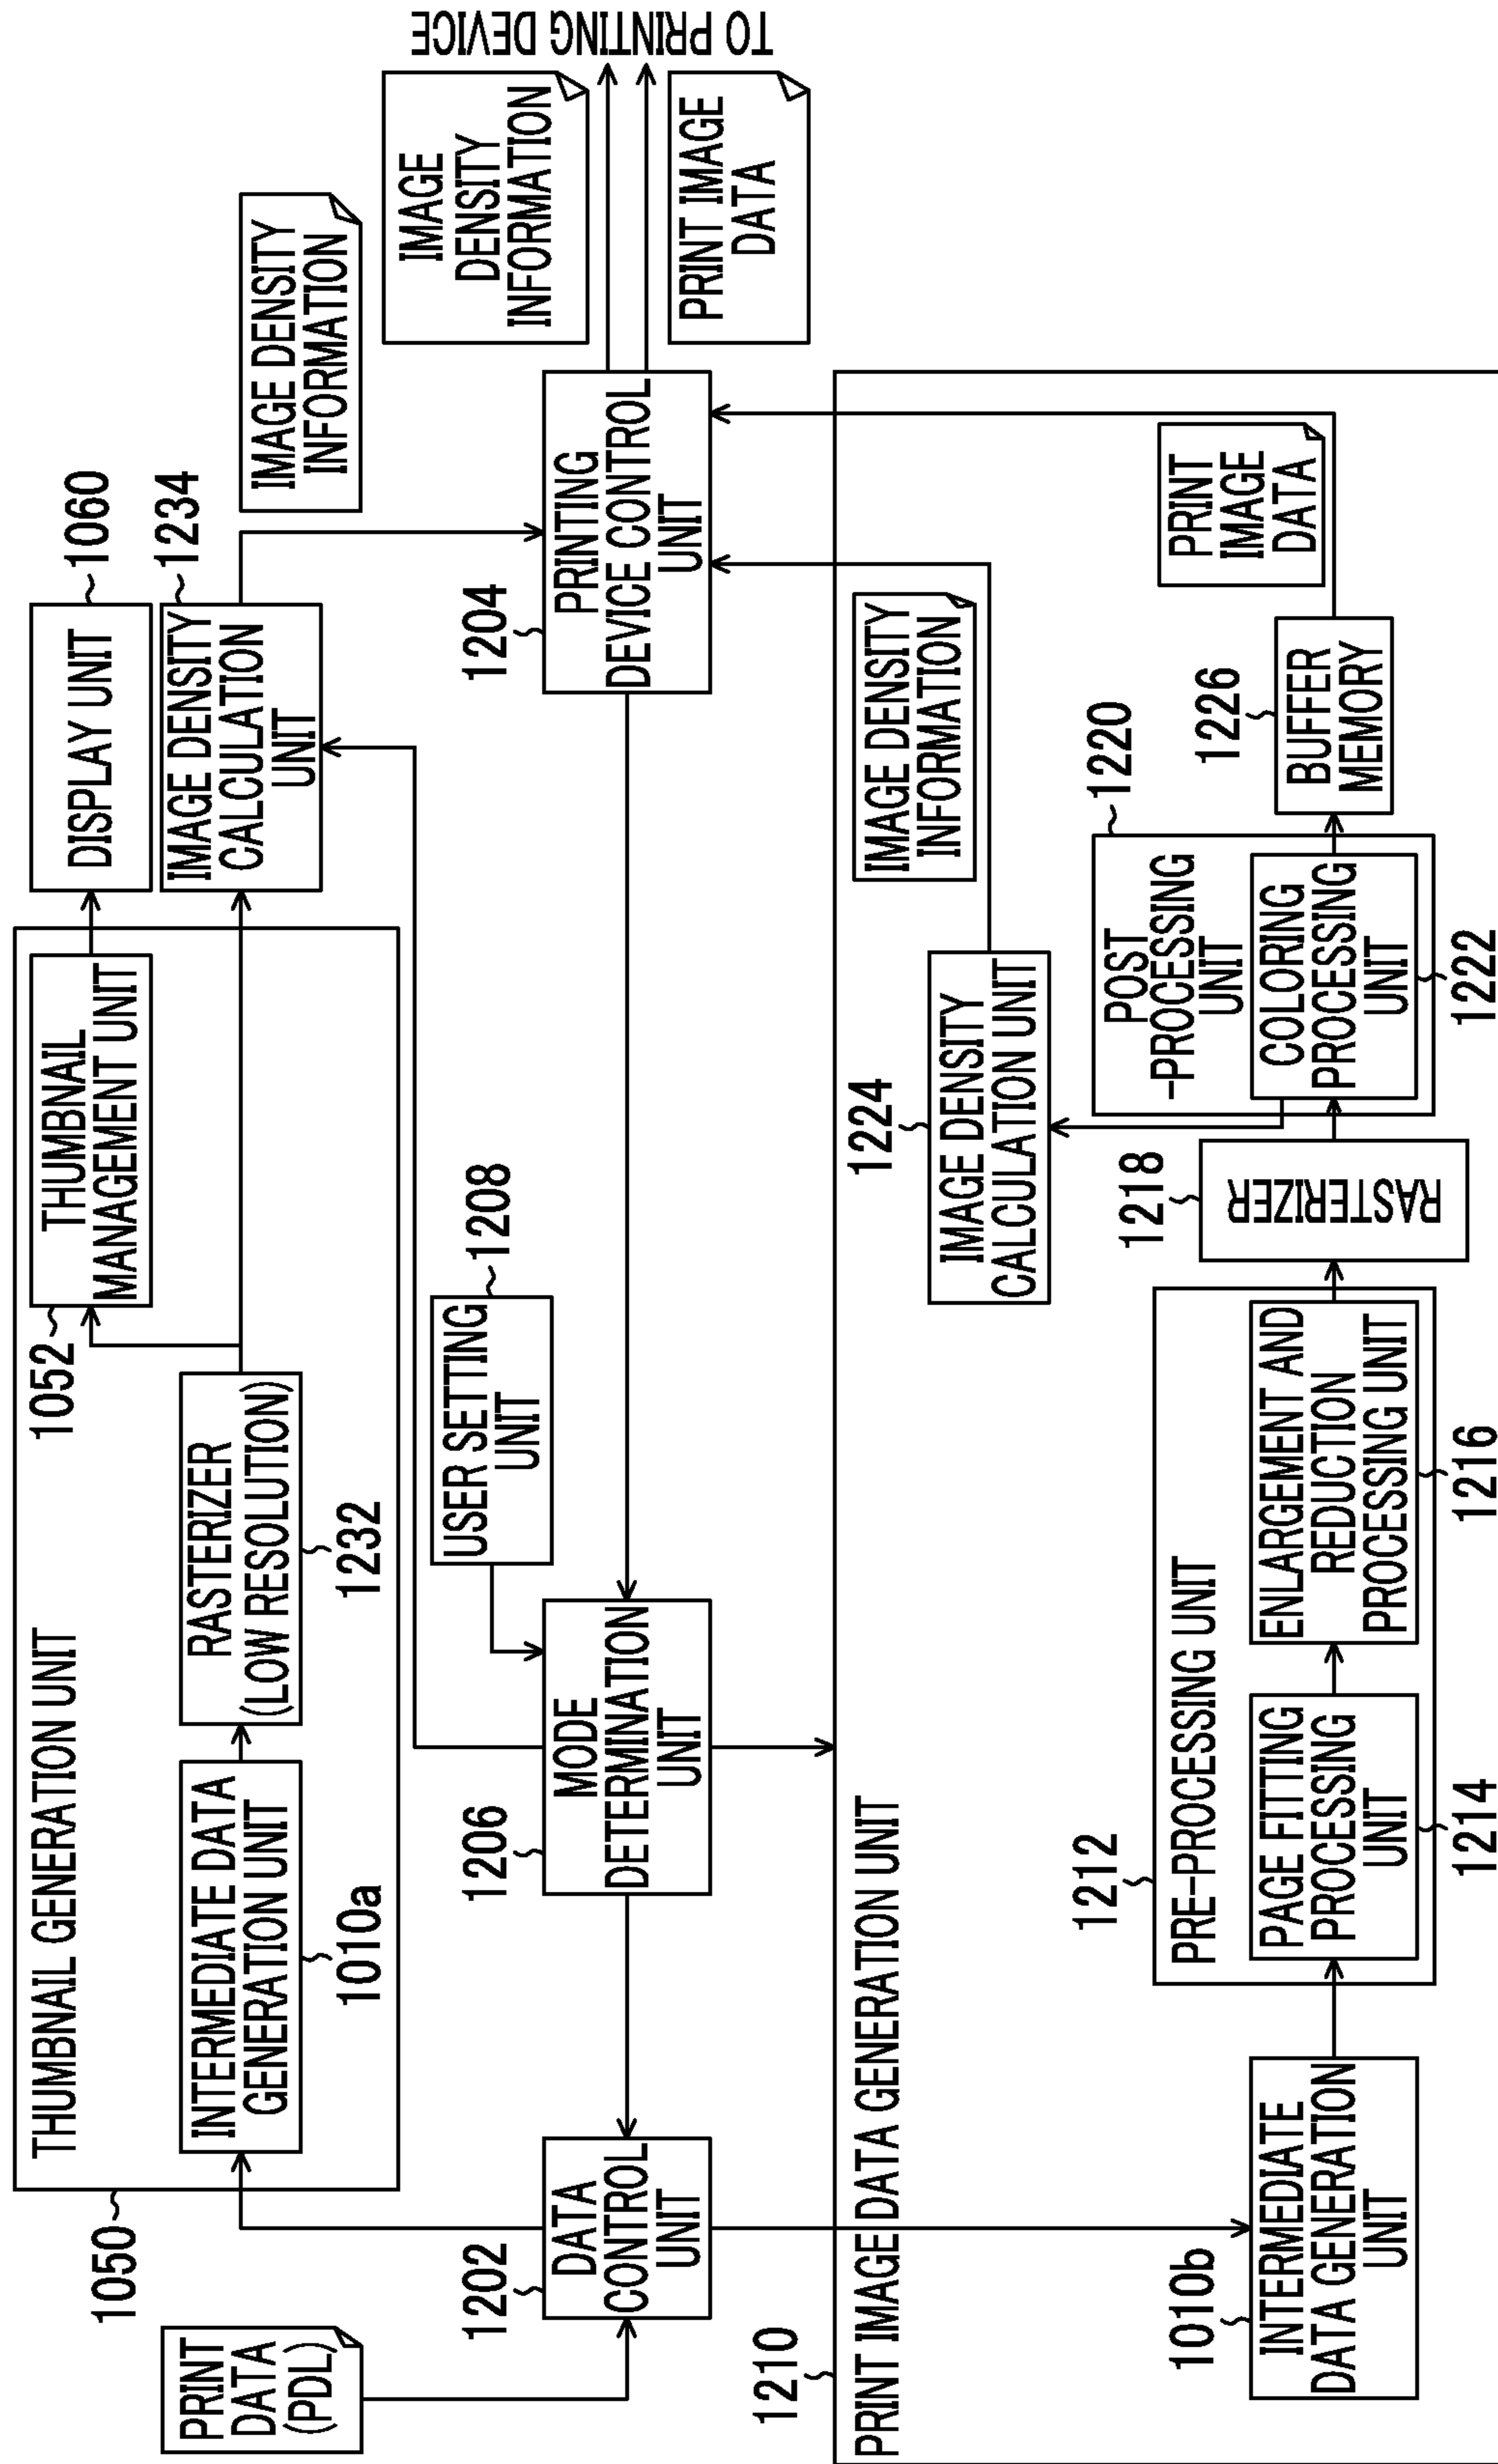 PRINT
DATA
(PDL)
1050
THUMBNAIL GENERATION UNIT
INTERMEDIATE DATA
GENERATION UNIT
1010a
RASTERIZER
(LOW RESOLUTION)
1232
1052
THUMBNAIL
MANAGEMENT UNIT
DISPLAY UNIT
1060
IMAGE DENSITY
CALCULATION
UNIT
1234
IMAGE DENSITY
INFORMATION
1202
DATA
CONTROL
UNIT
1206
MODE
DETERMINATION
UNIT
USER SETTING
UNIT
1208
1204
PRINTING
DEVICE CONTROL
UNIT
IMAGE
DENSITY
INFORMATION
TO PRINTING DEVICE
PRINT IMAGE
DATA
1210
PRINT IMAGE DATA GENERATION UNIT
1010b
INTERMEDIATE
DATA GENERATION
UNIT
1212
PRE-PROCESSING UNIT
PAGE FITTING
PROCESSING
UNIT
1214
ENLARGEMENT AND
REDUCTION
PROCESSING UNIT
1216
1218
RASTERIZER
1224
IMAGE DENSITY
CALCULATION UNIT
IMAGE DENSITY
INFORMATION
1220
POST
-PROCESSING
UNIT
COLORING
PROCESSING
UNIT
1222
1226
BUFFER
MEMORY
PRINT
IMAGE
DATA